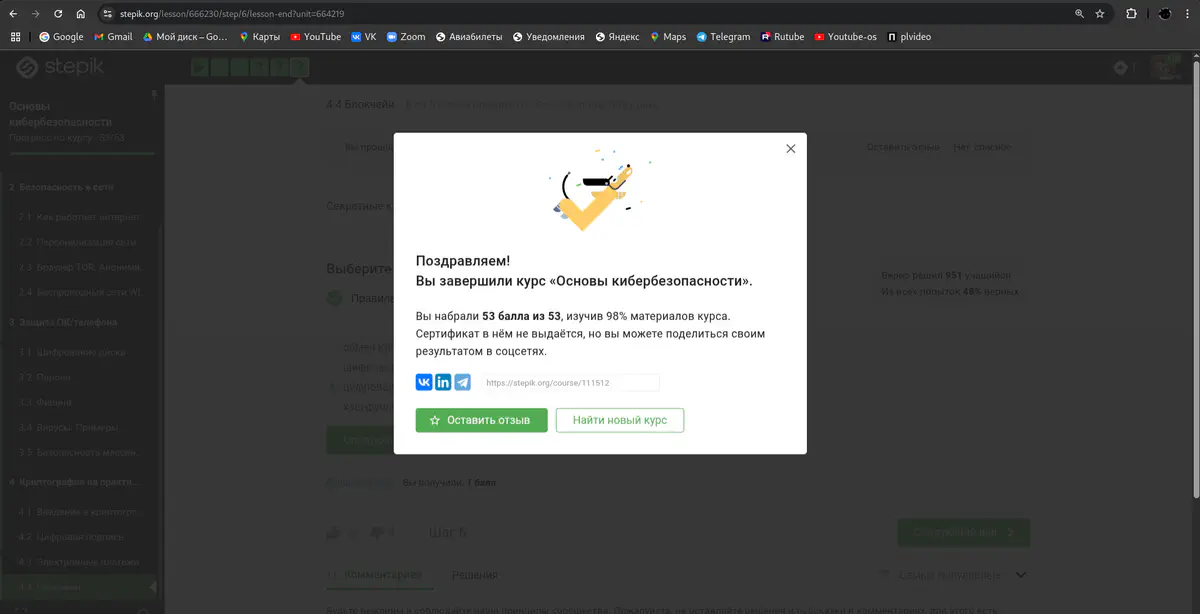 stepik.org/lesson/666230/step/6/lesson-end?unit=664219
Google Gmail Мой диск – Go... Карты YouTube VK Zoom Авиабилеты Уведомления Яндекс Maps Telegram Rutube Youtube-os plvideo
stepik
Основы
кибербезопасности
Прогресс по курсу: 53/53
2 Безопасность в сети
2.1 Как работает интернет
2.2 Персонализация сети
2.3 Браузер TOR. Аноним...
2.4 Беспроводные сети Wi...
3 Защита ПК/телефона
3.1 Шифрование диска
3.2 Пароли
3.3 Фишинг
3.4 Вирусы. Примеры
3.5 Безопасность мессен...
4 Криптография на практи...
4.1 Введение в криптогр...
4.2 Цифровая подпись
4.3 Электронные платежи
4.4 Блокчейн
4.4 Блокчейн
Оставить отзыв Нет, спасибо
Секретные к
Выберите
Верно решил 951 учащийся
Из всех попыток 48% верных
Поздравляем!
Вы завершили курс «Основы кибербезопасности».
Вы набрали 53 балла из 53, изучив 98% материалов курса.
Сертификат в нём не выдаётся, но вы можете поделиться своим
результатом в соцсетях.
https://stepik.org/course/111512
Оставить отзыв Найти новый курс
Вы получили: 1 балл
Шаг 6
Следующий шаг
Комментариев Решения